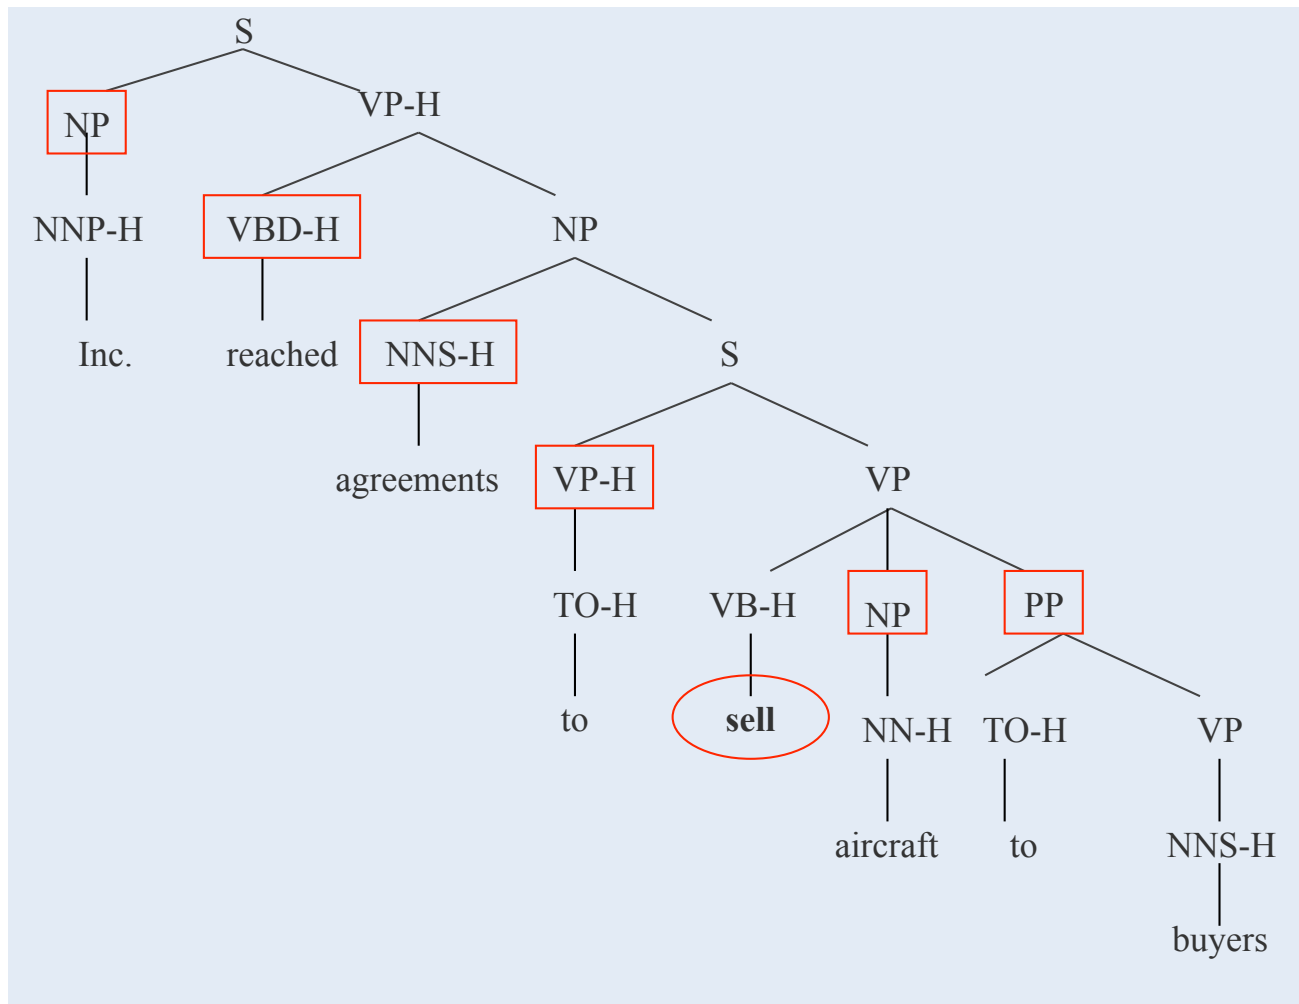 S
NP VP-H
NNP-H VBD-H NP
Inc. reached NNS-H S
agreements VP-H VP
TO-H VB-H NP PP
to sell NN-H TO-H VP
aircraft to NNS-H
buyers